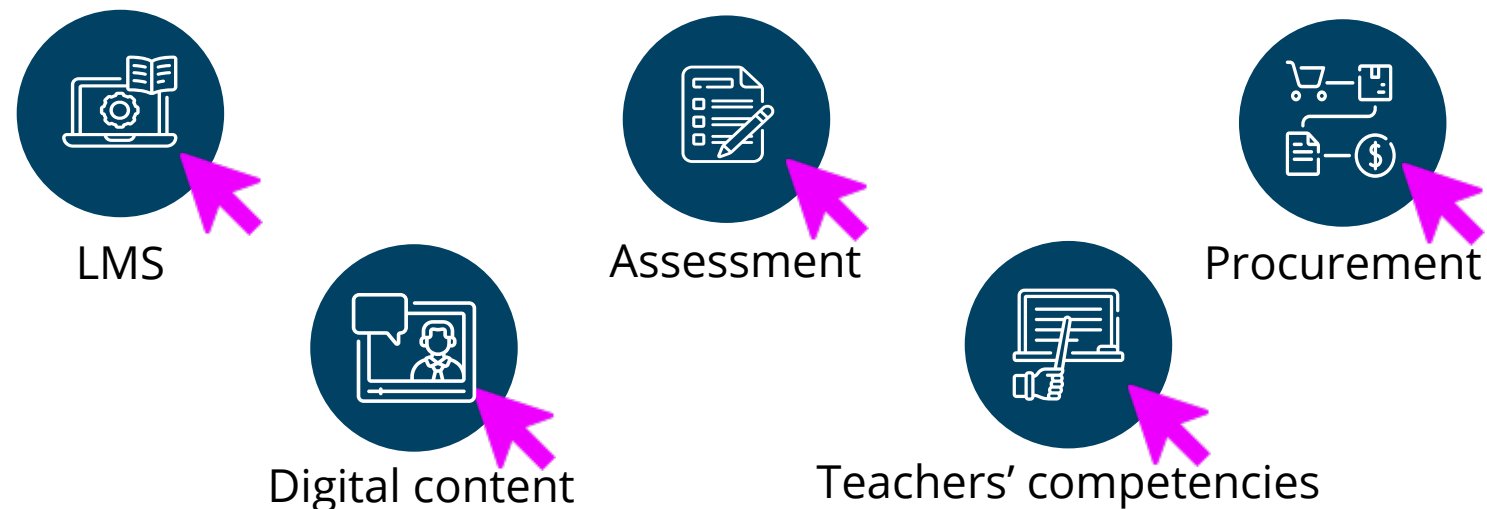 LMS
Assessment
Procurement
Digital content
Teachers’ competencies